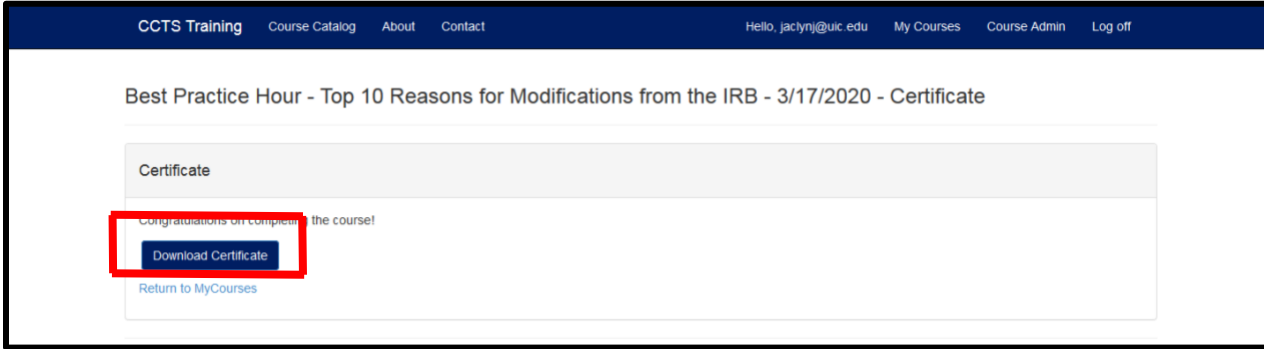 CCTS Training Course Catalog About Contact Hello, jaclynj@uic.edu My Courses Course Admin Log off
Best Practice Hour - Top 10 Reasons for Modifications from the IRB - 3/17/2020 - Certificate
Certificate
Congratulations on completing the course!
Download Certificate
Return to MyCourses